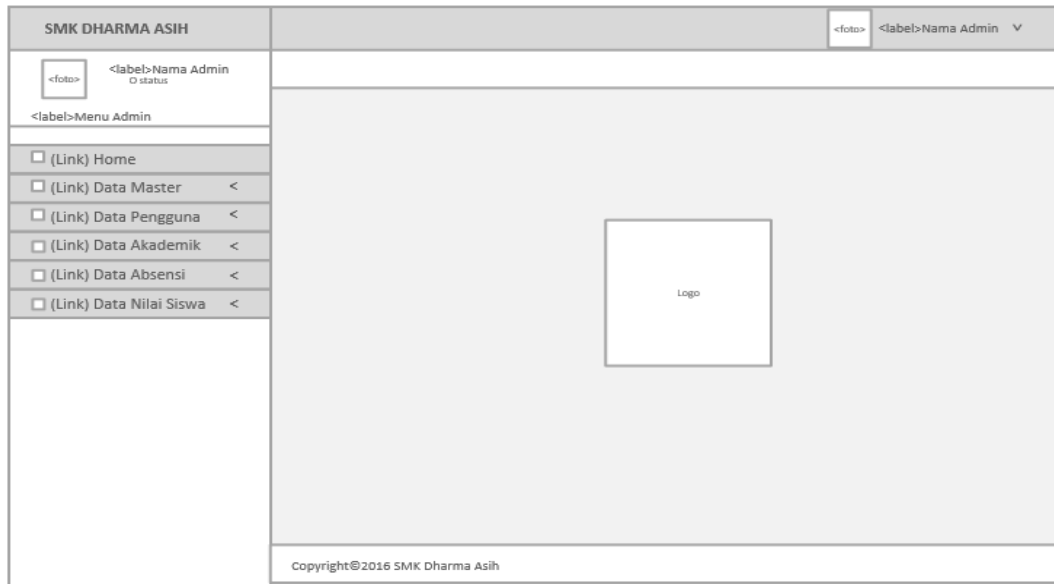 SMK DHARMA ASIH
<foto> <label>Nama Admin v
<foto>
<label>Nama Admin
O status
<label>Menu Admin
(Link) Home
(Link) Data Master <
(Link) Data Pengguna <
(Link) Data Akademik <
(Link) Data Absensi <
(Link) Data Nilai Siswa <
Logo
Copyright©2016 SMK Dharma Asih